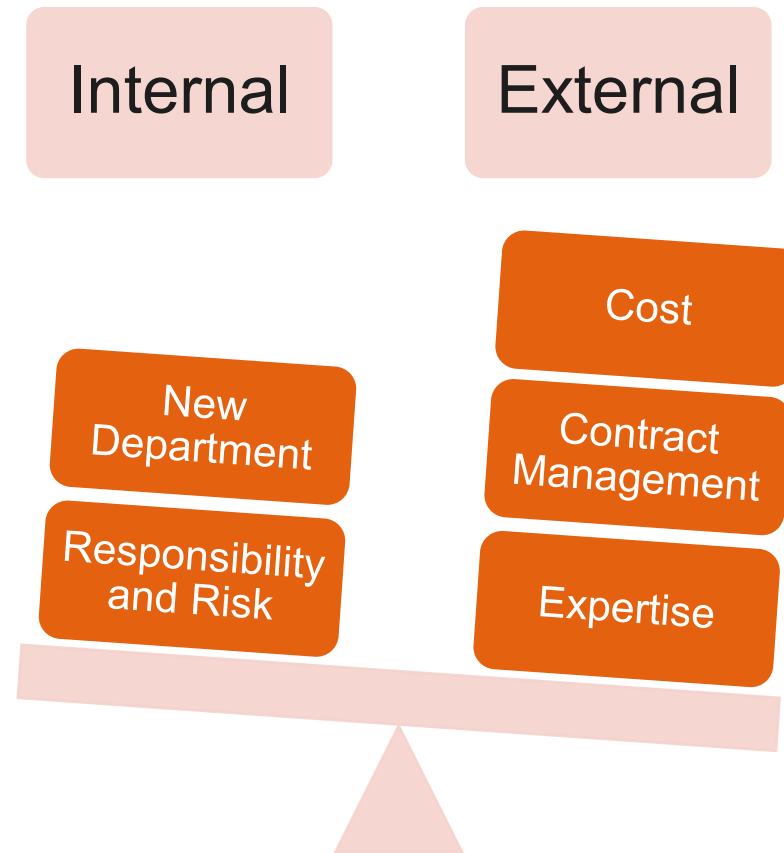 Internal
External
Cost
New
Department
Contract
Management
Responsibility
and Risk
Expertise